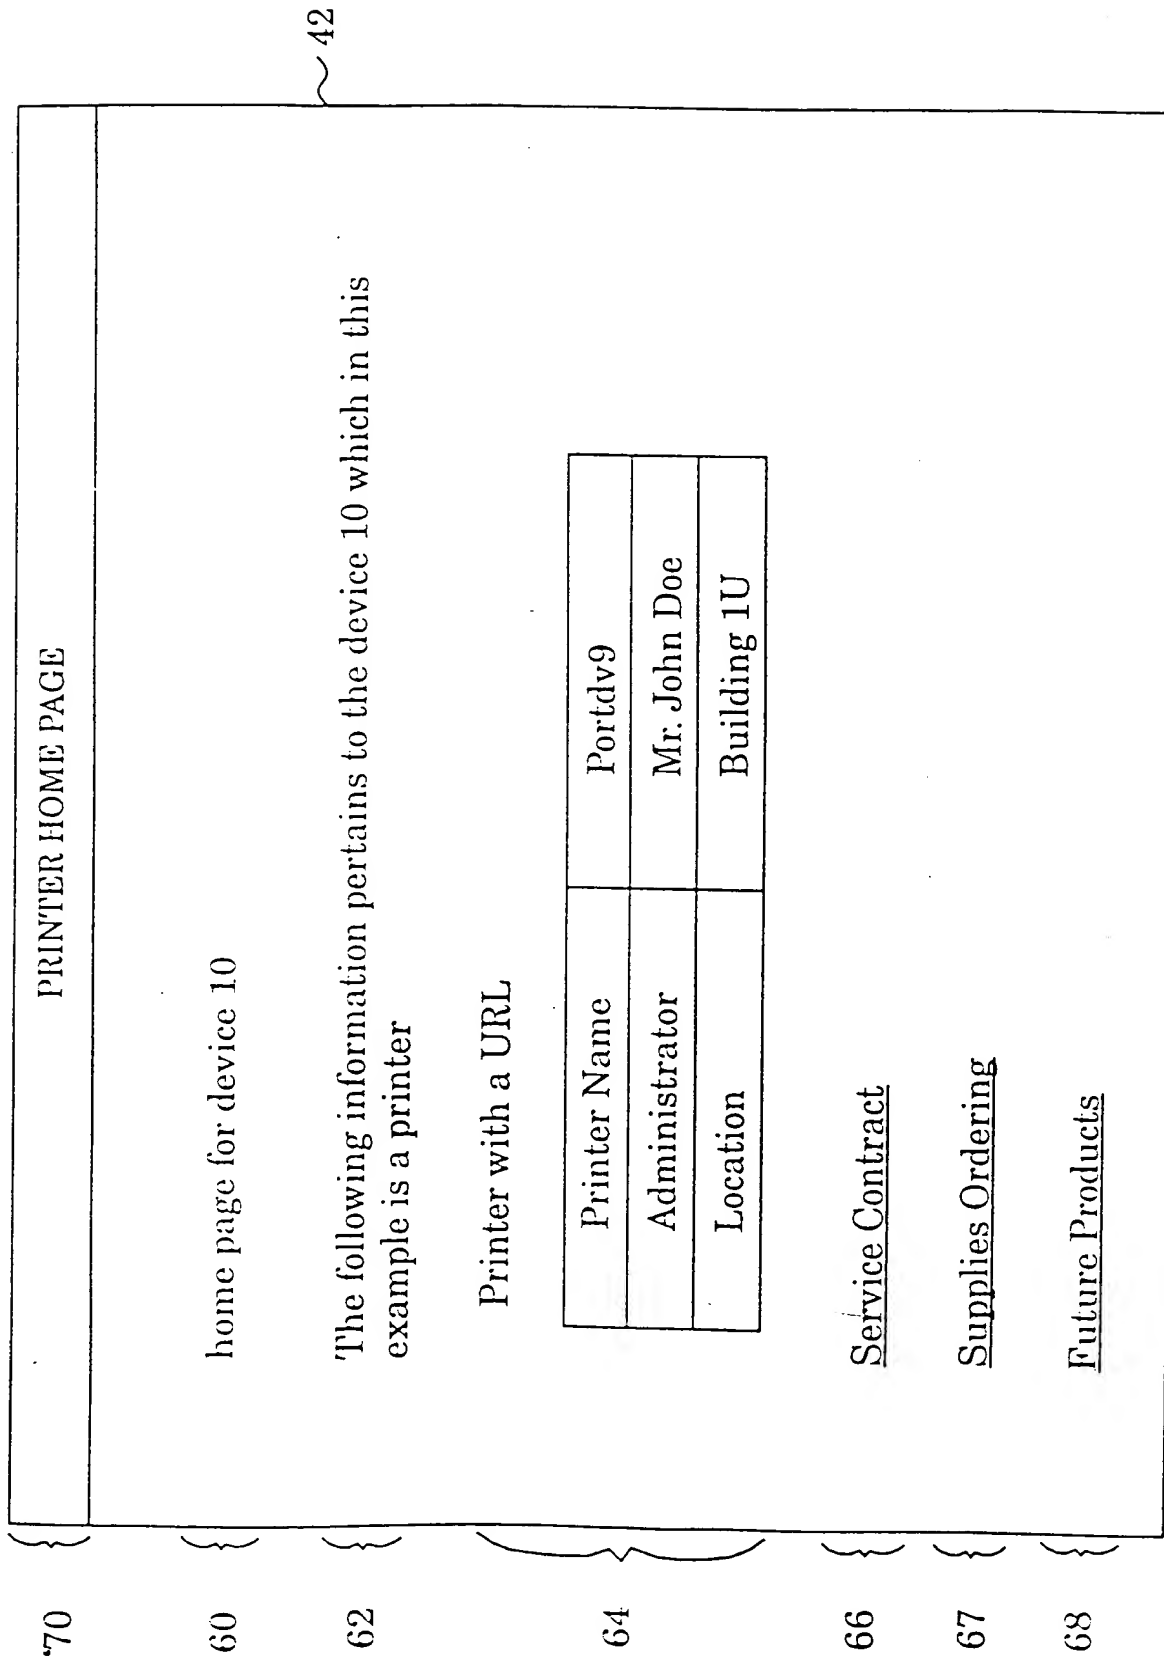 42
70 PRINTER HOME PAGE
60 home page for device 10
62 The following information pertains to the device 10 which in this
example is a printer
64 Printer with a URL
Printer Name Portdv9
Administrator Mr. John Doe
Location Building 1U
66 Service Contract
67 Supplies Ordering
68 Future Products